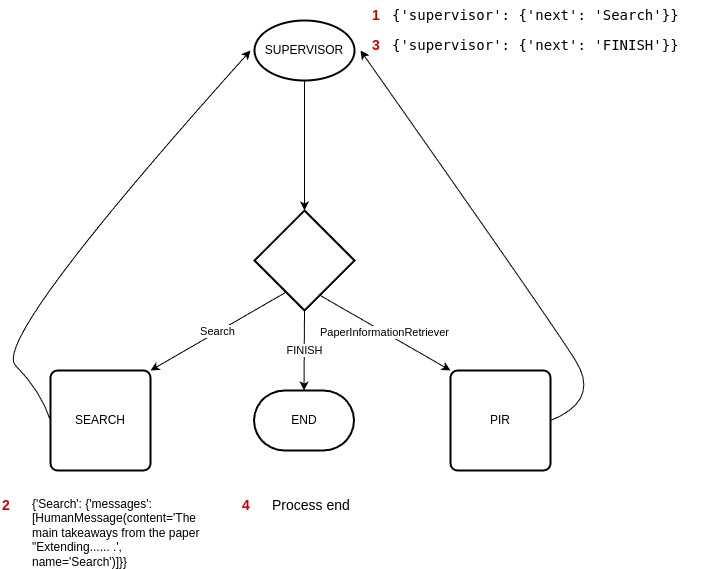 1 {'supervisor': {'next': 'Search'}}
3 {'supervisor': {'next': 'FINISH'}}
SUPERVISOR
Search
PaperInformationRetriever
FINISH
SEARCH
END
PIR
2 {'Search': {'messages':
[HumanMessage(content='The
main takeaways from the paper
"Extending...... .',
name='Search')]}}
4 Process end